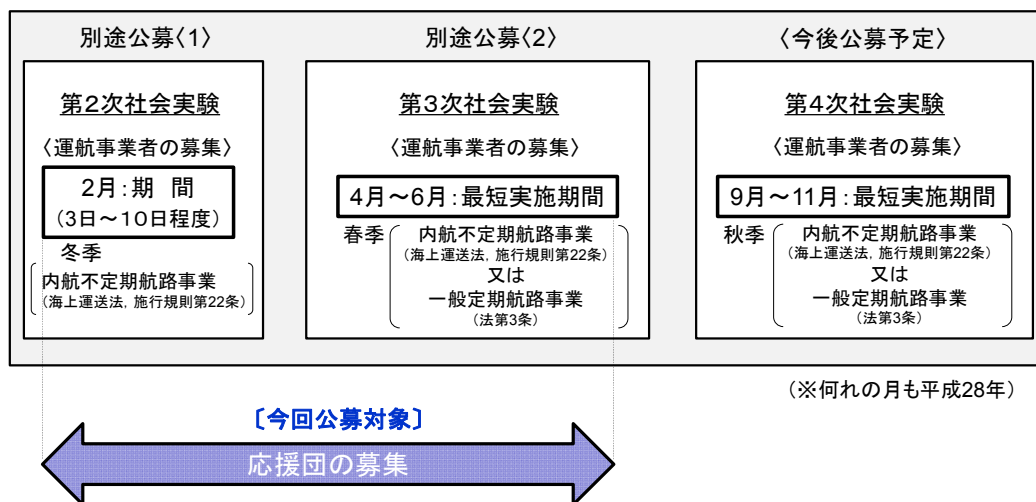 別途公募〈1〉
第2次社会実験
〈運航事業者の募集〉
2月:期　間
(3日～10日程度)
冬季
内航不定期航路事業
(海上運送法, 施行規則第22条)
別途公募〈2〉
第3次社会実験
〈運航事業者の募集〉
4月～6月:最短実施期間
春季
内航不定期航路事業
(海上運送法, 施行規則第22条)
又は
一般定期航路事業
(法第3条)
〈今後公募予定〉
第4次社会実験
〈運航事業者の募集〉
9月～11月:最短実施期間
秋季
内航不定期航路事業
(海上運送法, 施行規則第22条)
又は
一般定期航路事業
(法第3条)
(※何れの月も平成28年)
〔今回公募対象〕
応援団の募集